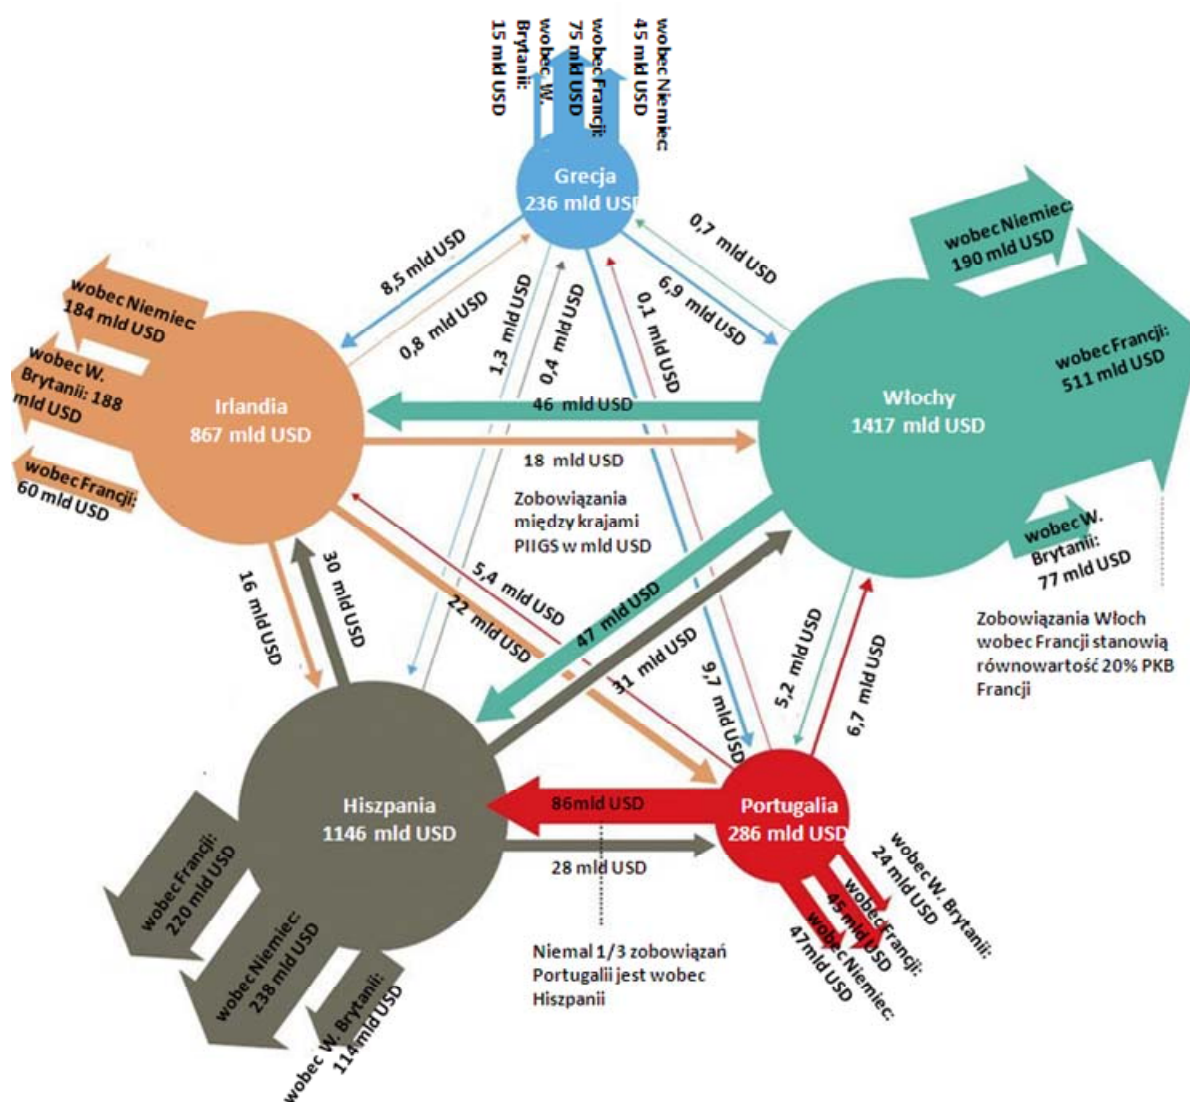 wobec W.
Brytanii:
15 mld USD
wobec Francji:
75 mld USD
wobec Niemiec:
45 mld USD
Grecja
236 mld USD
8,5 mld USD
0,8 mld USD
1,3 mld USD
0,4 mld USD
0,1 mld USD
6,9 mld USD
0,7 mld USD
wobec Niemiec:
190 mld USD
wobec Francji:
511 mld USD
Włochy
1417 mld USD
wobec W.
Brytanii:
77 mld USD
wobec Niemiec:
184 mld USD
wobec W.
Brytanii: 188
mld USD
wobec Francji:
60 mld USD
Irlandia
867 mld USD
46 mld USD
18 mld USD
Zobowiązania
między krajami
PIIGS w mld USD
16 mld USD
30 mld USD
5,4 mld USD
22 mld USD
47 mld USD
31 mld USD
9,7 mld USD
5,2 mld USD
6,7 mld USD
Zobowiązania Włoch
wobec Francji stanowią
równowartość 20% PKB
Francji
Hiszpania
1146 mld USD
86mld USD
28 mld USD
Portugalia
286 mld USD
wobec W. Brytanii:
24 mld USD
wobec Francji:
45 mld USD
wobec Niemiec:
47 mld USD
wobec Francji:
220 mld USD
wobec Niemiec:
238 mld USD
wobec W. Brytanii:
114 mld USD
Niemal 1/3 zobowiązań
Portugalii jest wobec
Hiszpanii